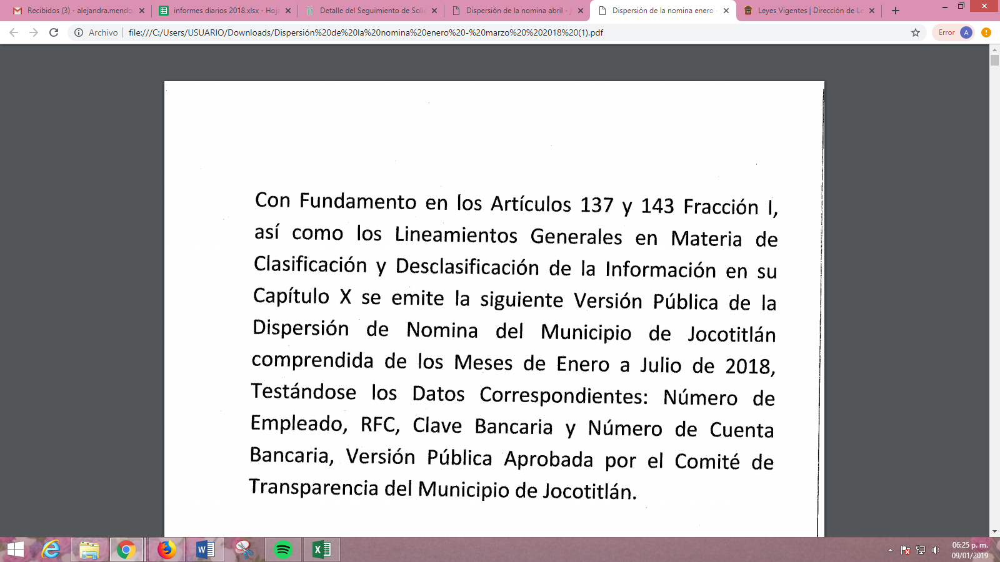 Recibidos (3) - alejandra.mendo
informes diarios 2018.xlsx - Hoja
Detalle del Seguimiento de Solic
Dispersión de la nomina abril - j
Dispersión de la nomina enero -
Leyes Vigentes | Dirección de Le
Archivo | file:///C:/Users/USUARIO/Downloads/Dispersión%20de%20la%20nomina%20enero%20-%20marzo%20%202018%20(1).pdf
Error A
Con Fundamento en los Artículos 137 y 143 Fracción I,
así como los Lineamientos Generales en Materia de
Clasificación y Desclasificación de la Información en su
Capítulo X se emite la siguiente Versión Pública de la
Dispersión de Nomina del Municipio de Jocotitlán
comprendida de los Meses de Enero a Julio de 2018,
Testándose los Datos Correspondientes: Número de
Empleado, RFC, Clave Bancaria y Número de Cuenta
Bancaria, Versión Pública Aprobada por el Comité de
Transparencia del Municipio de Jocotitlán.
06:25 p. m.
09/01/2019